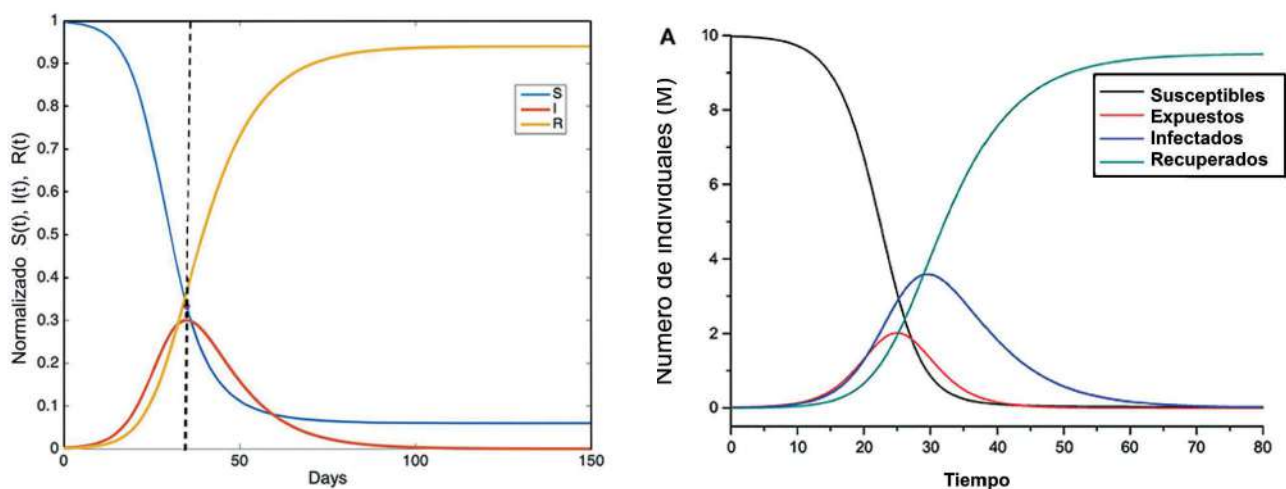 Normalizado S(t), I(t), R(t)
1
0.9
0.8
0.7
0.6
0.5
0.4
0.3
0.2
0.1
0
0
50
100
150
Days
S
I
R
A
Numero de individuales (M)
10
8
6
4
2
0
0
10
20
30
40
50
60
70
80
Tiempo
Susceptibles
Expuestos
Infectados
Recuperados